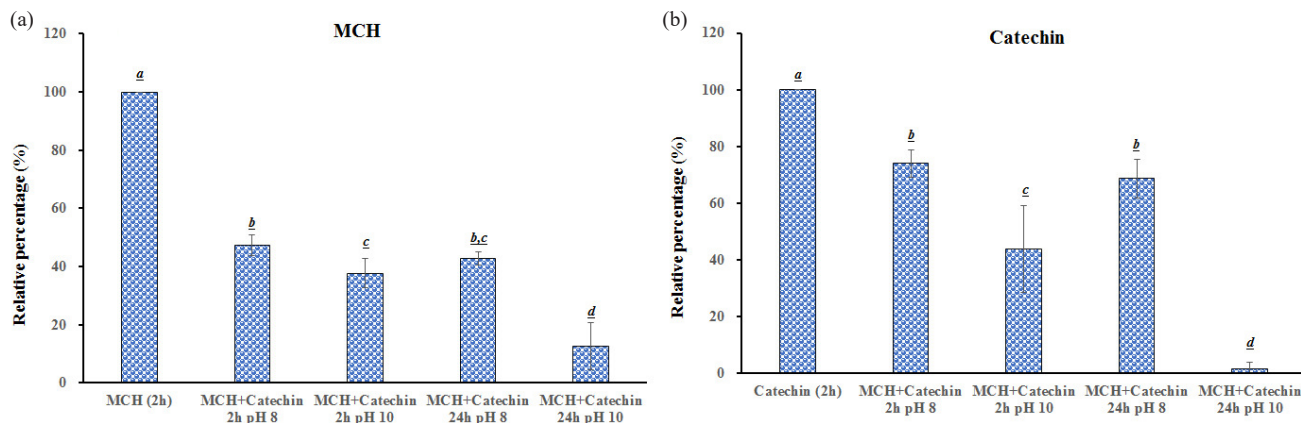 (a)
MCH
Relative percentage (%)
120
100
80
60
40
20
0
a
b
c
b,c
d
MCH (2h)
MCH+Catechin
2h pH 8
MCH+Catechin
2h pH 10
MCH+Catechin
24h pH 8
MCH+Catechin
24h pH 10
(b)
Catechin
Relative percentage (%)
120
100
80
60
40
20
0
a
b
c
b
d
Catechin (2h)
MCH+Catechin
2h pH 8
MCH+Catechin
2h pH 10
MCH+Catechin
24h pH 8
MCH+Catechin
24h pH 10